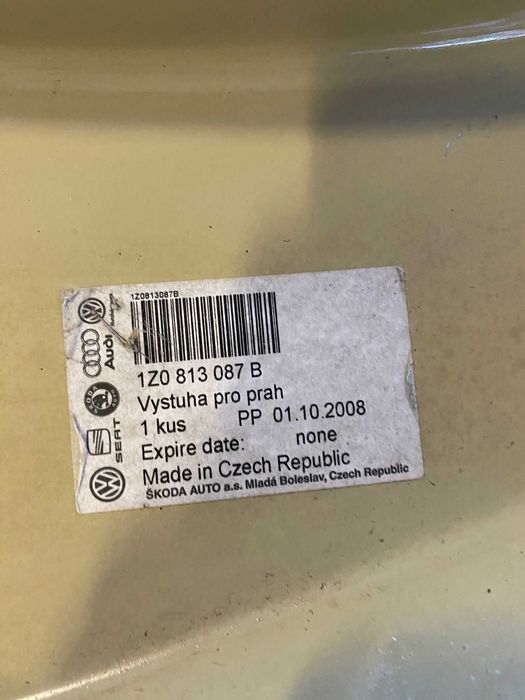 1Z0813087B
1Z0 813 087 B
Vystuha pro prah
1 kus PP 01.10.2008
Expire date: none
Made in Czech Republic
ŠKODA AUTO a.s. Mladá Boleslav, Czech Republic
Audi
SEAT